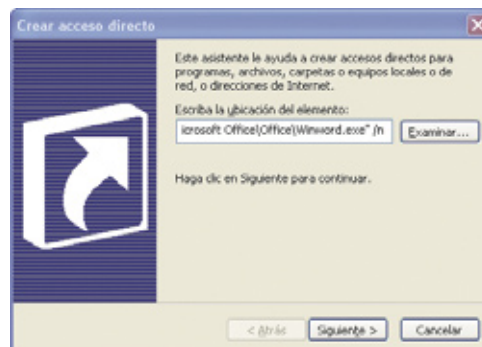 Crear acceso directo
Este asistente le ayuda a crear accesos directos para
programas, archivos, carpetas o equipos locales o de
red, o direcciones de Internet.
Escriba la ubicación del elemento:
icrosoft Office\Office\Winword.exe" /n
Examinar...
Haga clic en Siguiente para continuar.
< Atrás
Siguiente >
Cancelar